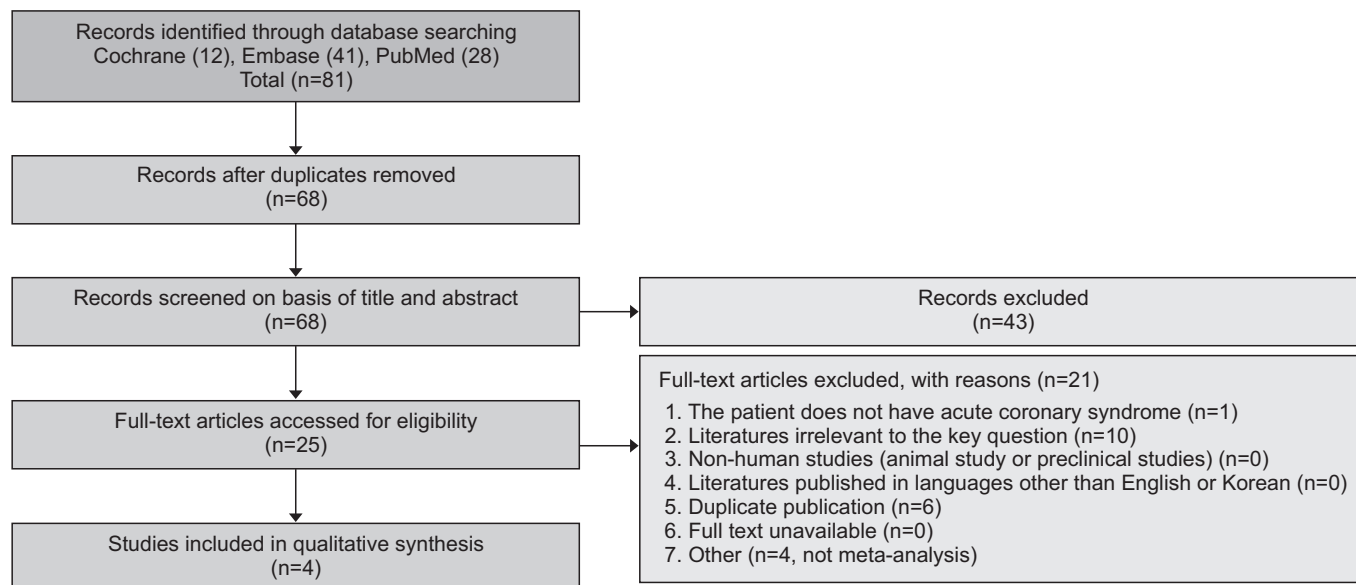 Records identified through database searching
Cochrane (12), Embase (41), PubMed (28)
Total (n=81)
Records after duplicates removed
(n=68)
Records screened on basis of title and abstract
(n=68)
Records excluded
(n=43)
Full-text articles accessed for eligibility
(n=25)
Full-text articles excluded, with reasons (n=21)
1. The patient does not have acute coronary syndrome (n=1)
2. Literatures irrelevant to the key question (n=10)
3. Non-human studies (animal study or preclinical studies) (n=0)
4. Literatures published in languages other than English or Korean (n=0)
5. Duplicate publication (n=6)
6. Full text unavailable (n=0)
7. Other (n=4, not meta-analysis)
Studies included in qualitative synthesis
(n=4)